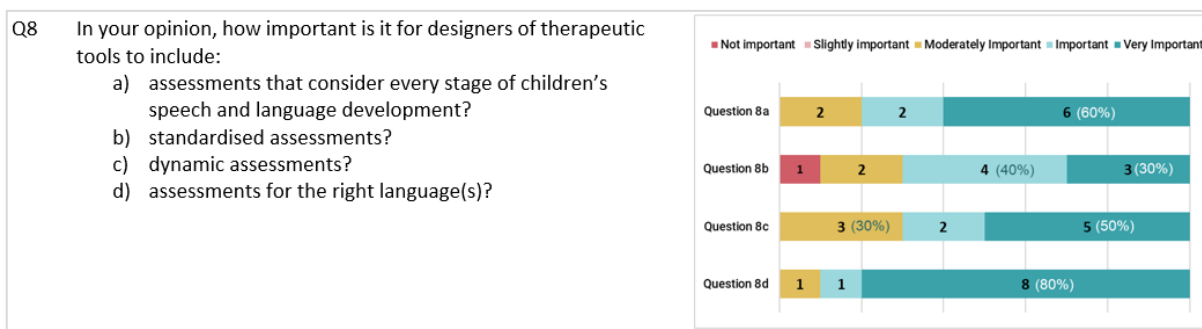 Q8 In your opinion, how important is it for designers of therapeutic
tools to include:
a) assessments that consider every stage of children's
speech and language development?
b) standardised assessments?
c) dynamic assessments?
d) assessments for the right language(s)?
Not important Slightly important Moderately Important Important Very Important
Question 8a 2 2 6 (60%)
Question 8b 1 2 4 (40%) 3 (30%)
Question 8c 3 (30%) 2 5 (50%)
Question 8d 1 1 8 (80%)